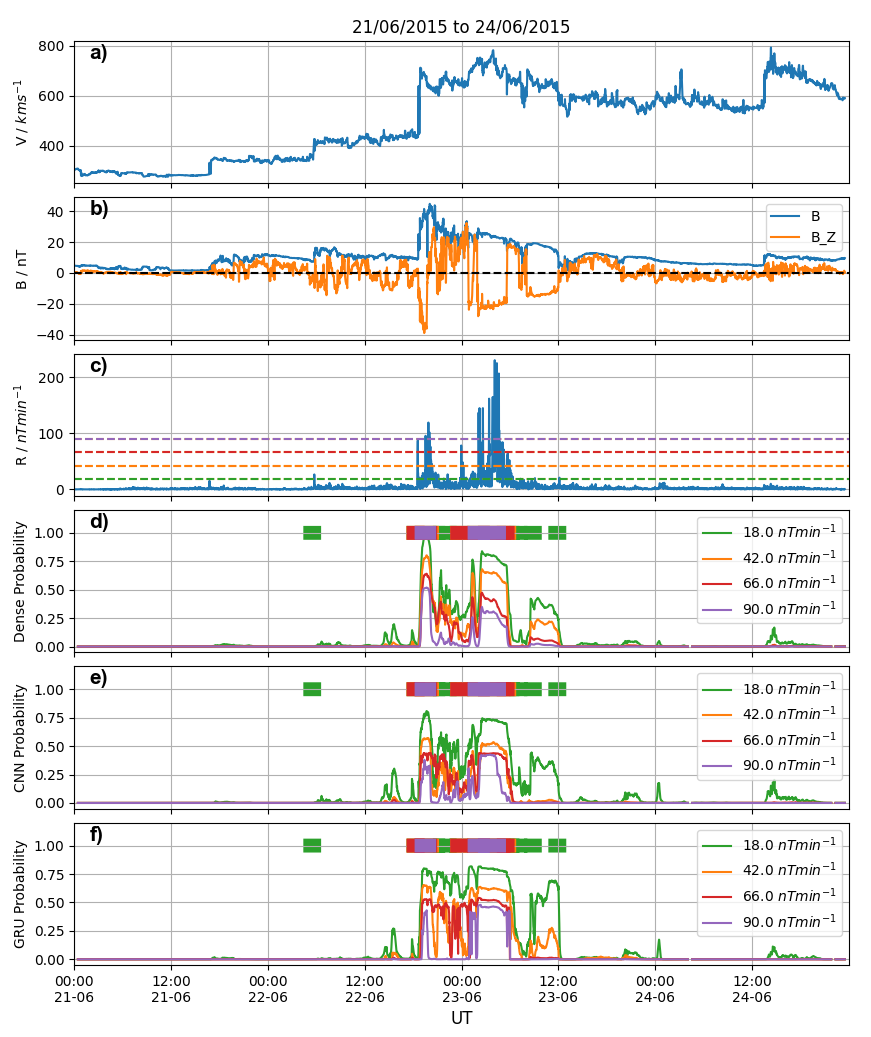 21/06/2015 to 24/06/2015
a)
800
600
400
V / kms⁻¹
b)
B
B_Z
40
20
0
−20
−40
B / nT
c)
200
100
0
R / nTmin⁻¹
d)
18.0 nTmin⁻¹
42.0 nTmin⁻¹
66.0 nTmin⁻¹
90.0 nTmin⁻¹
1.00
0.75
0.50
0.25
0.00
Dense Probability
e)
18.0 nTmin⁻¹
42.0 nTmin⁻¹
66.0 nTmin⁻¹
90.0 nTmin⁻¹
1.00
0.75
0.50
0.25
0.00
CNN Probability
f)
18.0 nTmin⁻¹
42.0 nTmin⁻¹
66.0 nTmin⁻¹
90.0 nTmin⁻¹
1.00
0.75
0.50
0.25
0.00
GRU Probability
00:00 12:00 00:00 12:00 00:00 12:00 00:00 12:00
21-06 21-06 22-06 22-06 23-06 23-06 24-06 24-06
UT